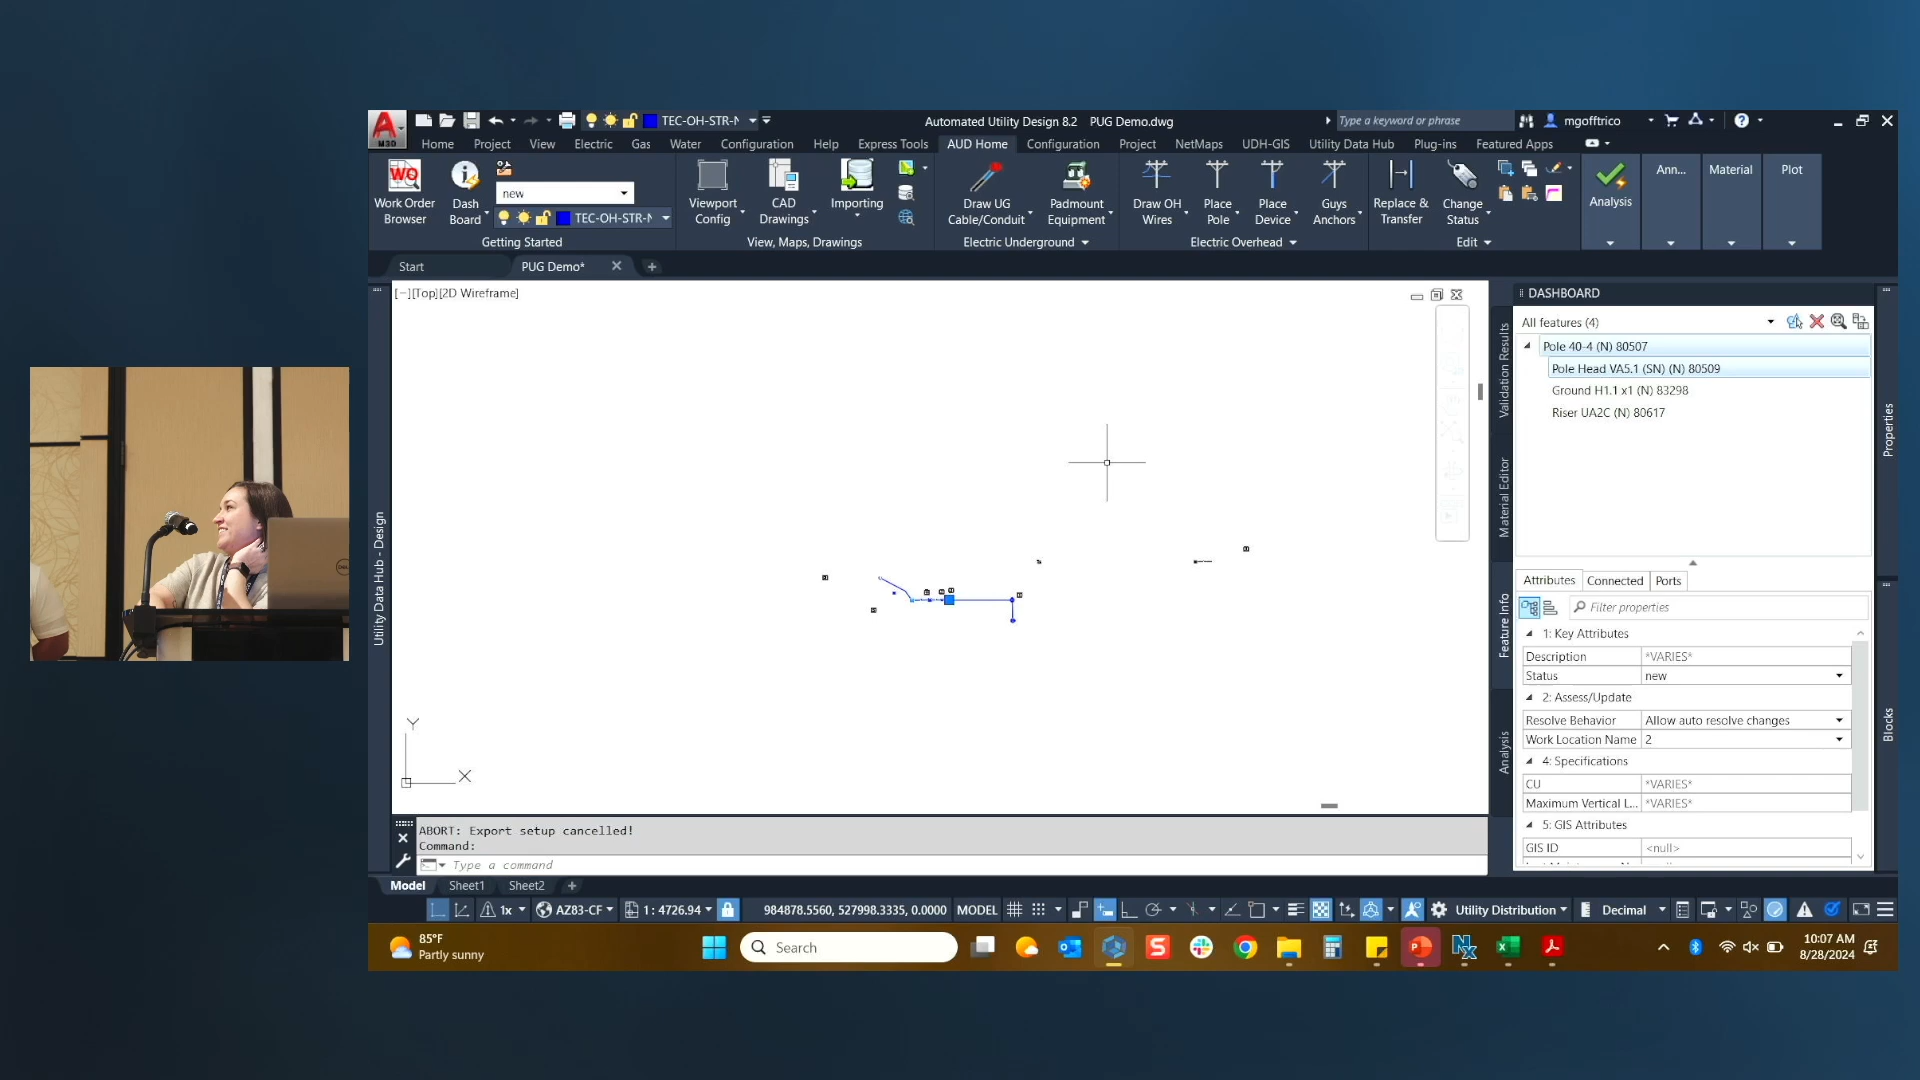 TEC-OH-STR-N
Automated Utility Design 8.2 PUG Demo.dwg
Type a keyword or phrase
mgofftrico
M3D
Home Project View Electric Gas Water Configuration Help Express Tools AUD Home Configuration Project NetMaps UDH-GIS Utility Data Hub Plug-ins Featured Apps
Work Order Browser
Dash Board
new
TEC-OH-STR-N
Getting Started
Viewport Config
CAD Drawings
Importing
View, Maps, Drawings
Draw UG Cable/Conduit
Padmount Equipment
Electric Underground
Draw OH Wires
Place Pole
Place Device
Guys Anchors
Electric Overhead
Replace & Transfer
Change Status
Edit
Analysis
Ann...
Material
Plot
Start
PUG Demo*
[−][Top][2D Wireframe]
Utility Data Hub - Design
Y
X
ABORT: Export setup cancelled!
Command:
Type a command
Model Sheet1 Sheet2
1x
AZ83-CF
1 : 4726.94
984878.5560, 527998.3335, 0.0000
MODEL
Utility Distribution
Decimal
Validation Results
Material Editor
Feature Info
Analysis
DASHBOARD
All features (4)
Pole 40-4 (N) 80507
Pole Head VA5.1 (SN) (N) 80509
Ground H1.1 x1 (N) 83298
Riser UA2C (N) 80617
Attributes Connected Ports
Filter properties
1: Key Attributes
Description *VARIES*
Status new
2: Assess/Update
Resolve Behavior Allow auto resolve changes
Work Location Name 2
4: Specifications
CU *VARIES*
Maximum Vertical L... *VARIES*
5: GIS Attributes
GIS ID <null>
Properties
Blocks
85°F
Partly sunny
Search
10:07 AM
8/28/2024